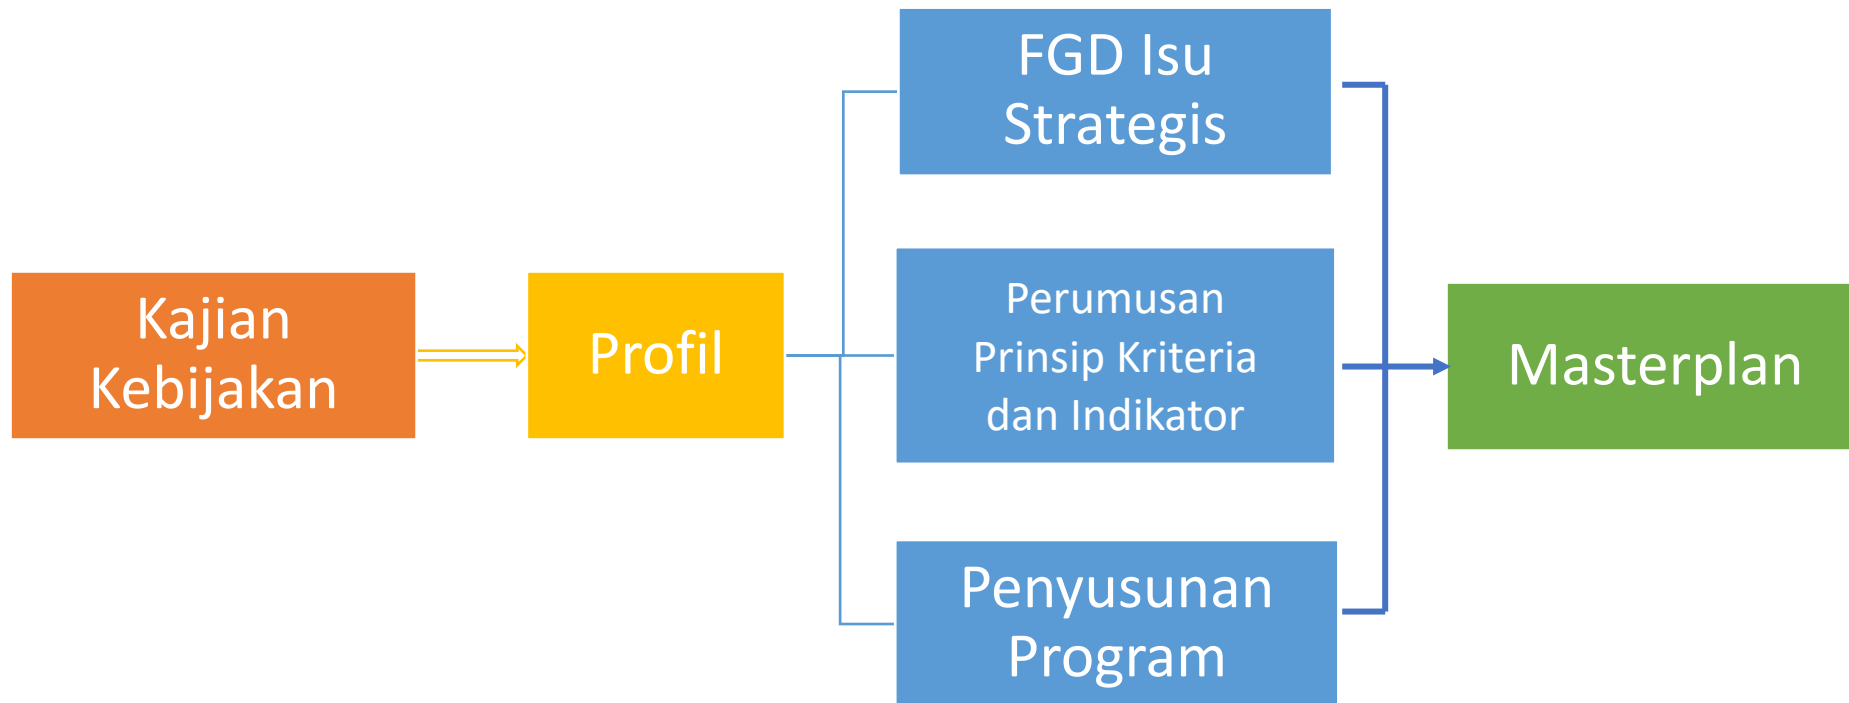 Kajian
Kebijakan
Profil
FGD Isu
Strategis
Perumusan
Prinsip Kriteria
dan Indikator
Penyusunan
Program
Masterplan